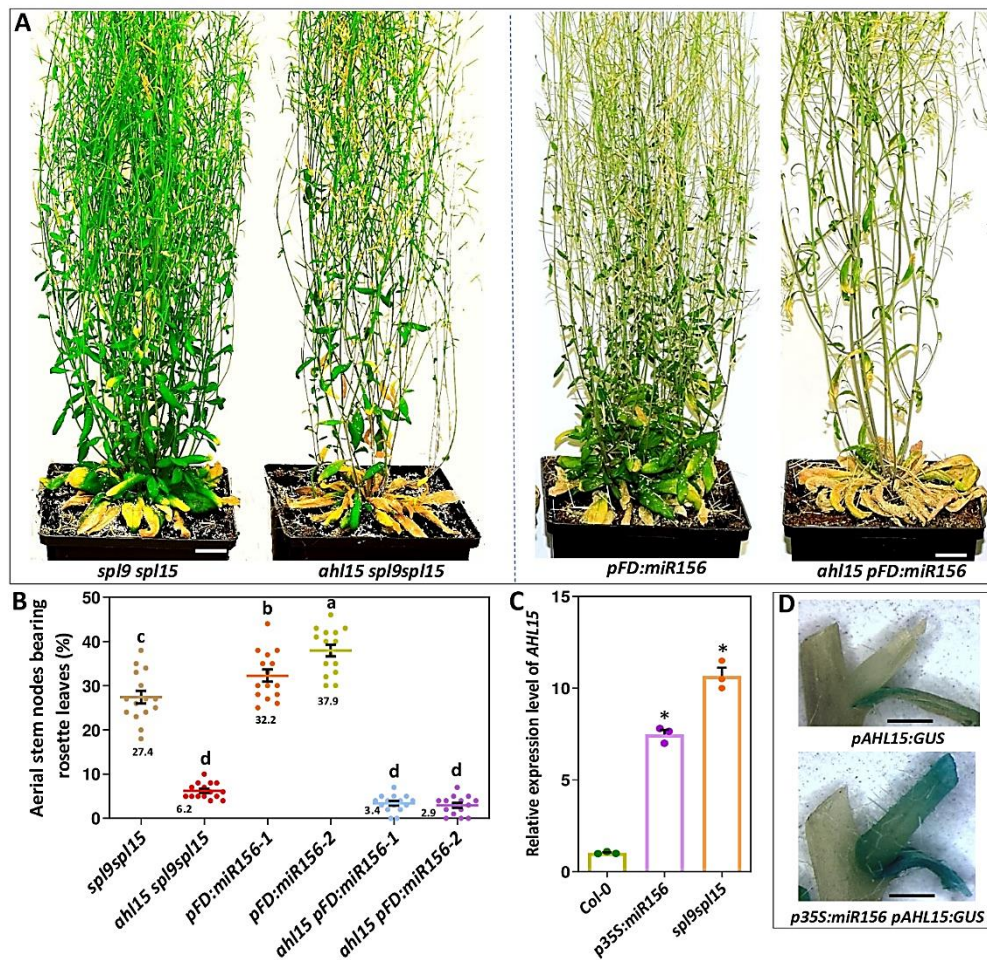 A
spl9 spl15
ahl15 spl9spl15
pFD:miR156
ahl15 pFD:miR156
B
Aerial stem nodes bearing
rosette leaves (%)
50
40
30
20
10
0
c
d
b
a
d
d
27.4
6.2
32.2
37.9
3.4
2.9
spl9spl15
ahl15 spl9spl15
pFD:miR156-1
pFD:miR156-2
ahl15 pFD:miR156-1
ahl15 pFD:miR156-2
C
Relative expression level of AHL15
15
10
5
0
*
*
Col-0
p35S:miR156
spl9spl15
D
pAHL15:GUS
p35S:miR156 pAHL15:GUS